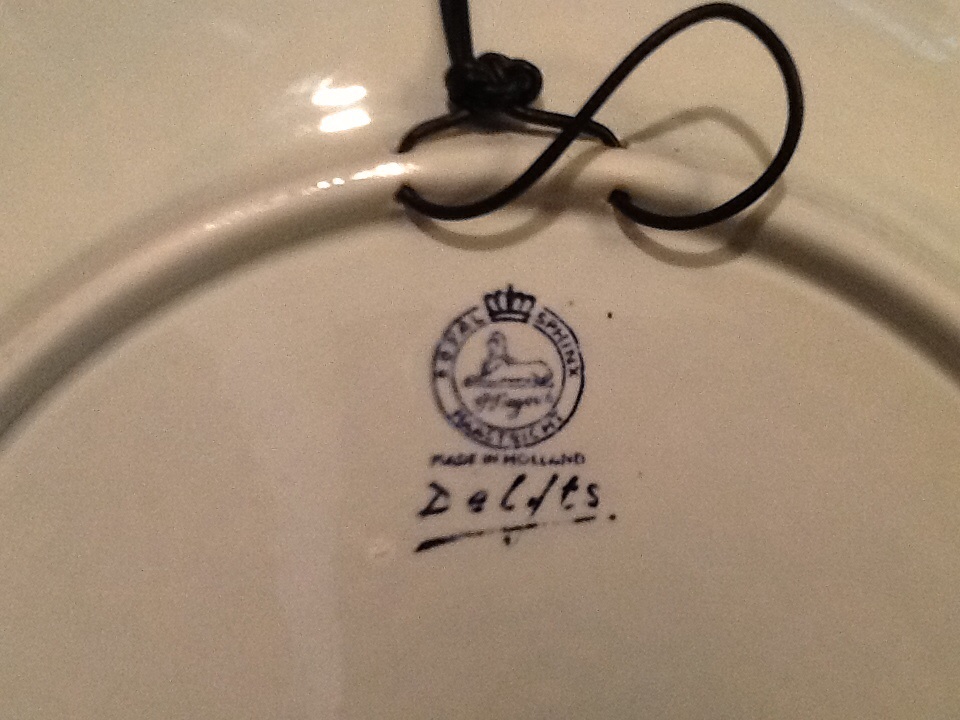 ROYAL SPHINX
MAASTRICHT
MADE IN HOLLAND
Delfts